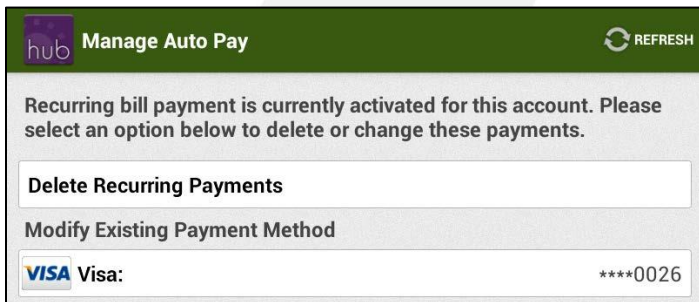 hub Manage Auto Pay REFRESH
Recurring bill payment is currently activated for this account. Please
select an option below to delete or change these payments.
Delete Recurring Payments
Modify Existing Payment Method
VISA Visa: ****0026